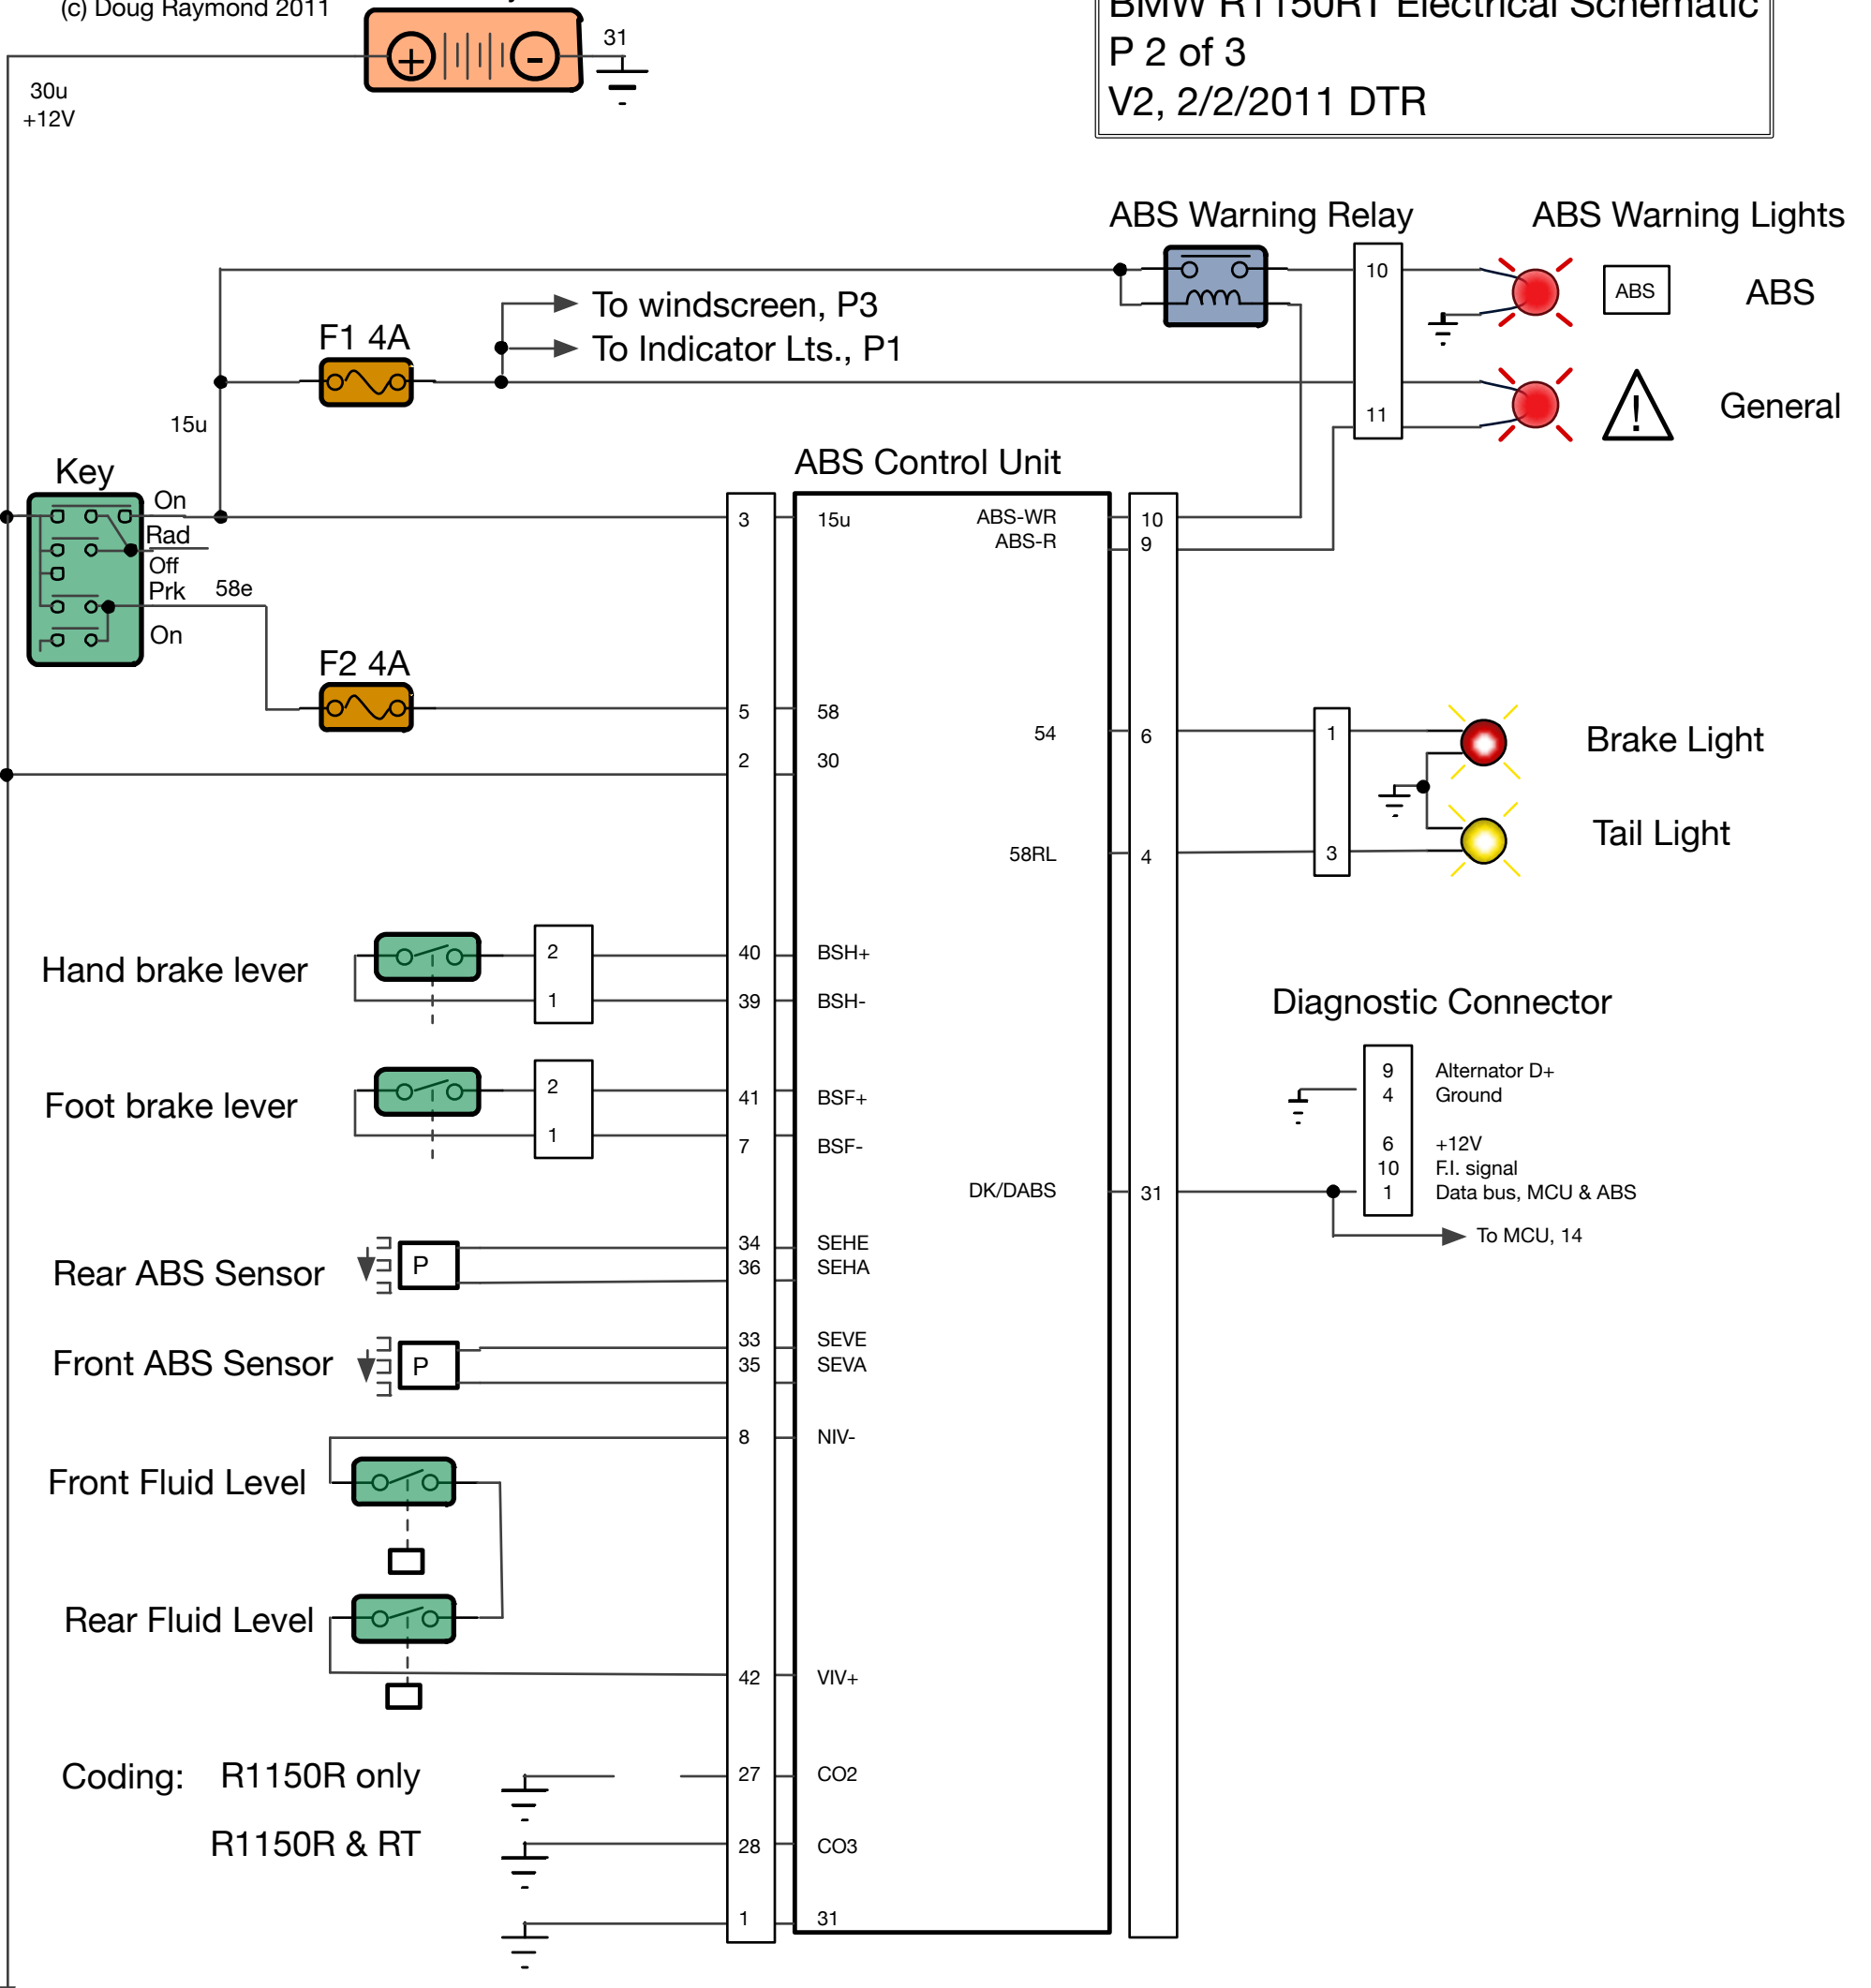 (c) Doug Raymond 2011
BMW R1150RT Electrical Schematic
P 2 of 3
V2, 2/2/2011 DTR
+ -
31
30u
+12V
ABS Warning Relay
ABS Warning Lights
10
ABS
ABS
To windscreen, P3
To Indicator Lts., P1
F1 4A
11
!
General
15u
Key
On
Rad
Off
Prk
On
58e
F2 4A
ABS Control Unit
3 15u
ABS-WR 10
ABS-R 9
5 58
2 30
54 6
1
Brake Light
58RL 4
3
Tail Light
Hand brake lever
2
1
40 BSH+
39 BSH-
Foot brake lever
2
1
41 BSF+
7 BSF-
Diagnostic Connector
9 Alternator D+
4 Ground
6 +12V
10 F.I. signal
1 Data bus, MCU & ABS
DK/DABS 31
To MCU, 14
Rear ABS Sensor
P
34 SEHE
36 SEHA
Front ABS Sensor
P
33 SEVE
35 SEVA
8 NIV-
Front Fluid Level
Rear Fluid Level
42 VIV+
Coding: R1150R only
27 CO2
R1150R & RT
28 CO3
1 31